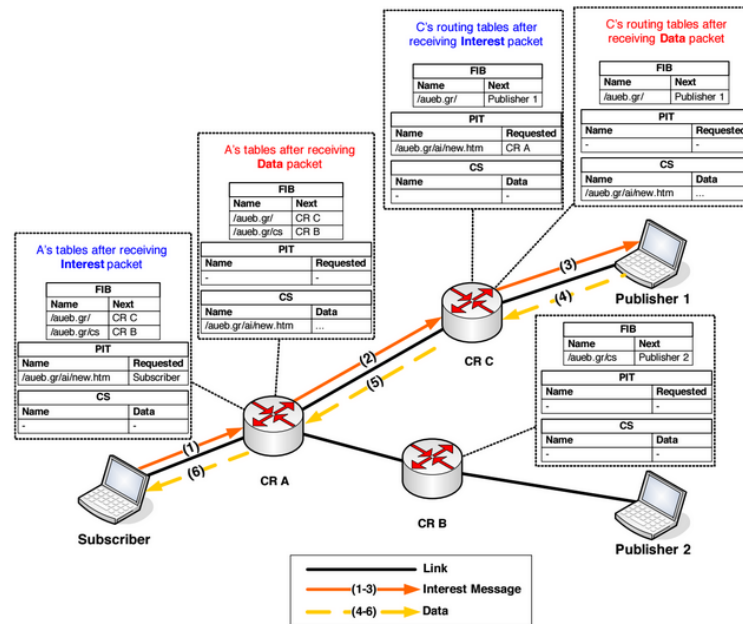 C's routing tables after
receiving Interest packet
FIB
Name Next
/aueb.gr/ Publisher 1
PIT
Name Requested
/aueb.gr/ai/new.htm CR A
CS
Name Data
- -
C's routing tables after
receiving Data packet
FIB
Name Next
/aueb.gr/ Publisher 1
PIT
Name Requested
- -
CS
Name Data
/aueb.gr/ai/new.htm ...
A's tables after receiving
Data packet
FIB
Name Next
/aueb.gr/ CR C
/aueb.gr/cs CR B
PIT
Name Requested
- -
CS
Name Data
/aueb.gr/ai/new.htm ...
A's tables after receiving
Interest packet
FIB
Name Next
/aueb.gr/ CR C
/aueb.gr/cs CR B
PIT
Name Requested
/aueb.gr/ai/new.htm Subscriber
CS
Name Data
- -
(3)
(4)
Publisher 1
CR C
(2)
(5)
FIB
Name Next
/aueb.gr/cs Publisher 2
PIT
Name Requested
- -
CS
Name Data
- -
(1)
(6)
CR A
CR B
Subscriber
Publisher 2
Link
(1-3) Interest Message
(4-6) Data